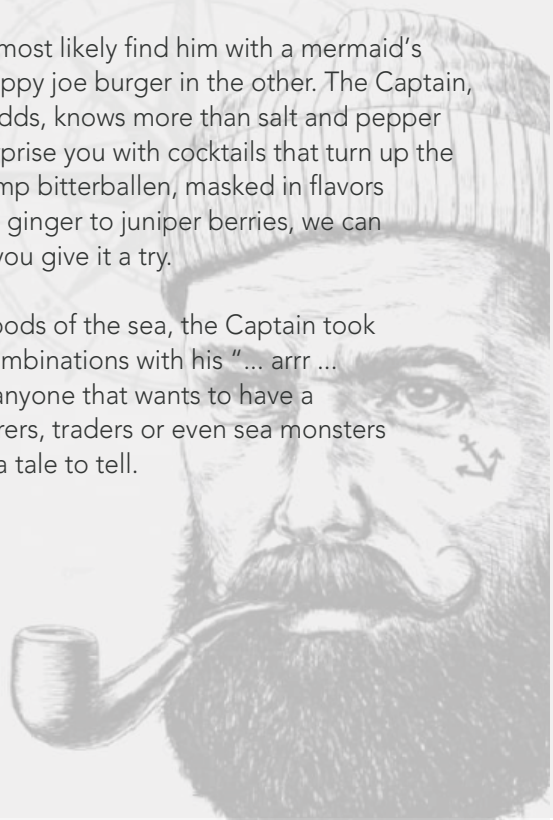 most likely find him with a mermaid’s
ppy joe burger in the other. The Captain,
dds, knows more than salt and pepper
prise you with cocktails that turn up the
mp bitterballen, masked in flavors
ginger to juniper berries, we can
you give it a try.
oods of the sea, the Captain took
mbinations with his “... arrr ...
anyone that wants to have a
rers, traders or even sea monsters
a tale to tell.